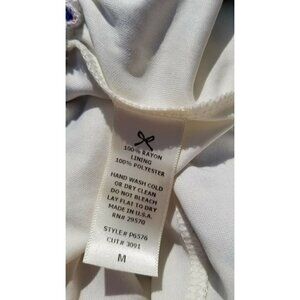 100% RAYON
LINING
100% POLYESTER
HAND WASH COLD
OR DRY CLEAN
DO NOT BLEACH
LAY FLAT TO DRY
MADE IN U.S.A.
RN# 29570
STYLE# P6576
CUT# 3091
M